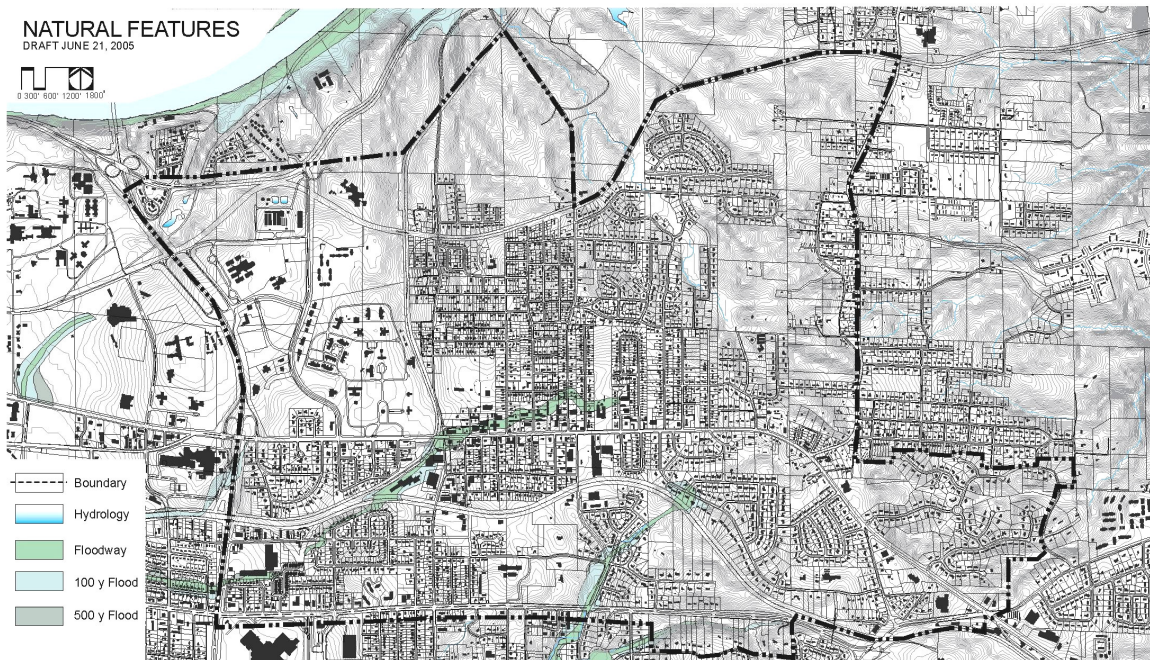 NATURAL FEATURES
DRAFT JUNE 21, 2005
0 300' 600' 1200' 1800'
Boundary
Hydrology
Floodway
100 y Flood
500 y Flood